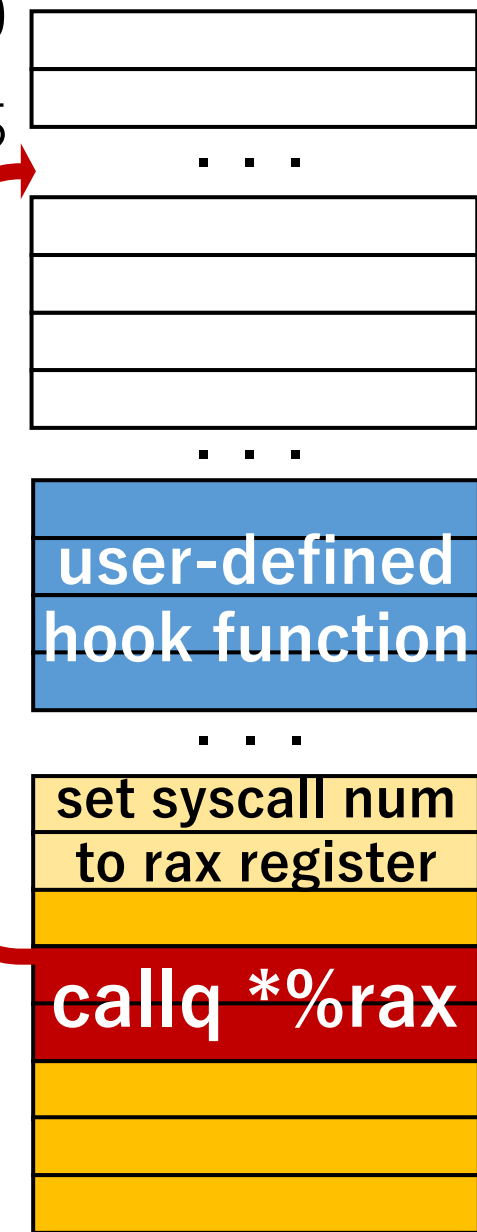 . . .
. . .
user-defined
hook function
. . .
set syscall num
to rax register
callq *%rax